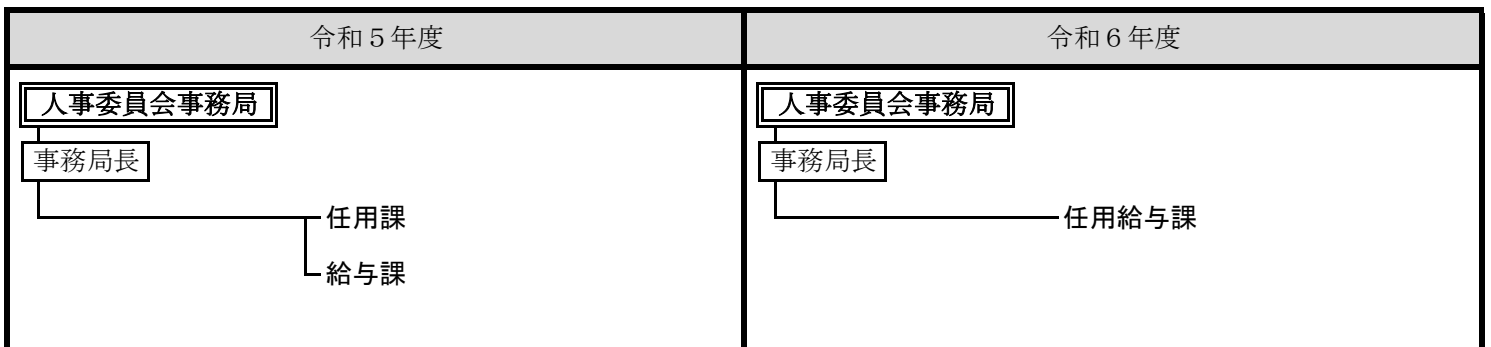 令和５年度
人事委員会事務局
事務局長
任用課
給与課
令和６年度
人事委員会事務局
事務局長
任用給与課